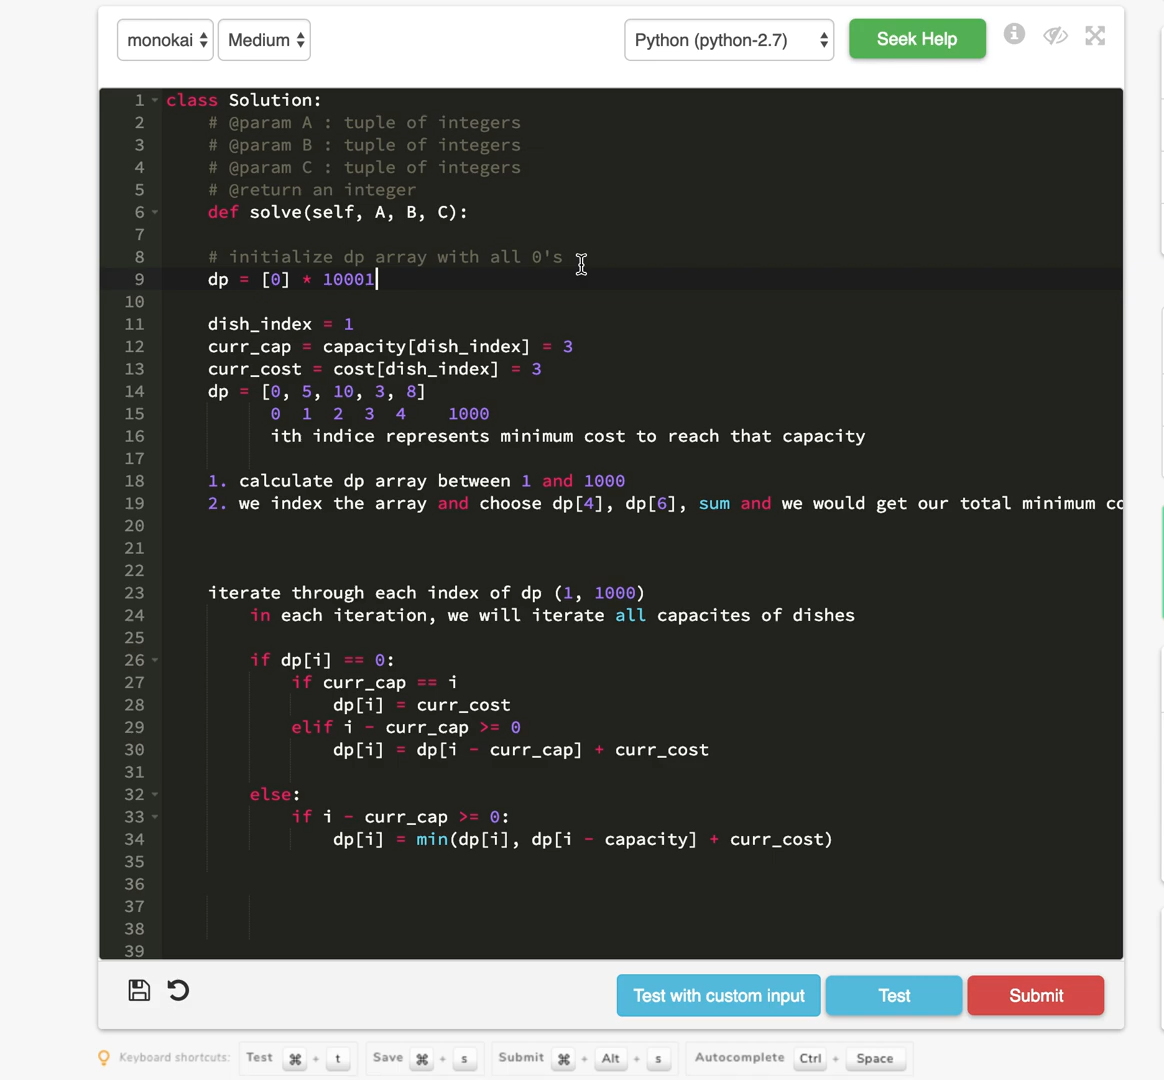 monokai Medium Python (python-2.7) Seek Help
1 class Solution:
2 # @param A : tuple of integers
3 # @param B : tuple of integers
4 # @param C : tuple of integers
5 # @return an integer
6 def solve(self, A, B, C):
7
8 # initialize dp array with all 0's
9 dp = [0] * 10001
10
11 dish_index = 1
12 curr_cap = capacity[dish_index] = 3
13 curr_cost = cost[dish_index] = 3
14 dp = [0, 5, 10, 3, 8]
15 0 1 2 3 4 1000
16 ith indice represents minimum cost to reach that capacity
17
18 1. calculate dp array between 1 and 1000
19 2. we index the array and choose dp[4], dp[6], sum and we would get our total minimum
20
21
22
23 iterate through each index of dp (1, 1000)
24 in each iteration, we will iterate all capacites of dishes
25
26 if dp[i] == 0:
27 if curr_cap == i
28 dp[i] = curr_cost
29 elif i - curr_cap >= 0
30 dp[i] = dp[i - curr_cap] + curr_cost
31
32 else:
33 if i - curr_cap >= 0:
34 dp[i] = min(dp[i], dp[i - capacity] + curr_cost)
35
36
37
38
39
Test with custom input Test Submit
Keyboard shortcuts: Test ⌘ + t Save ⌘ + s Submit ⌘ + Alt + s Autocomplete Ctrl + Space